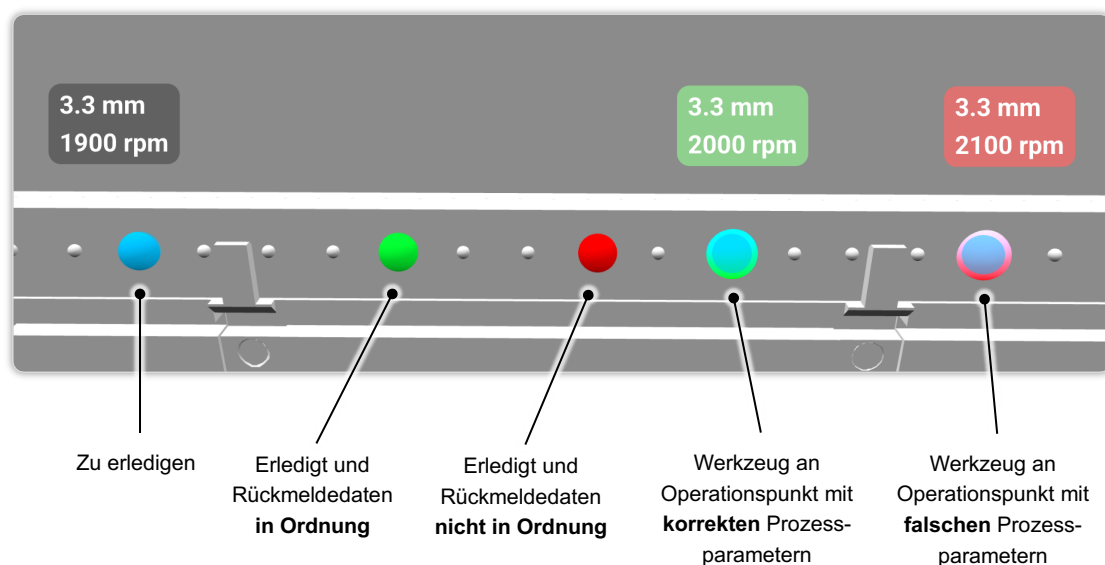 3.3 mm
1900 rpm
3.3 mm
2000 rpm
3.3 mm
2100 rpm
Zu erledigen
Erledigt und
Rückmeldedaten
in Ordnung
Erledigt und
Rückmeldedaten
nicht in Ordnung
Werkzeug an
Operationspunkt mit
korrekten Prozess-
parametern
Werkzeug an
Operationspunkt mit
falschen Prozess-
parametern